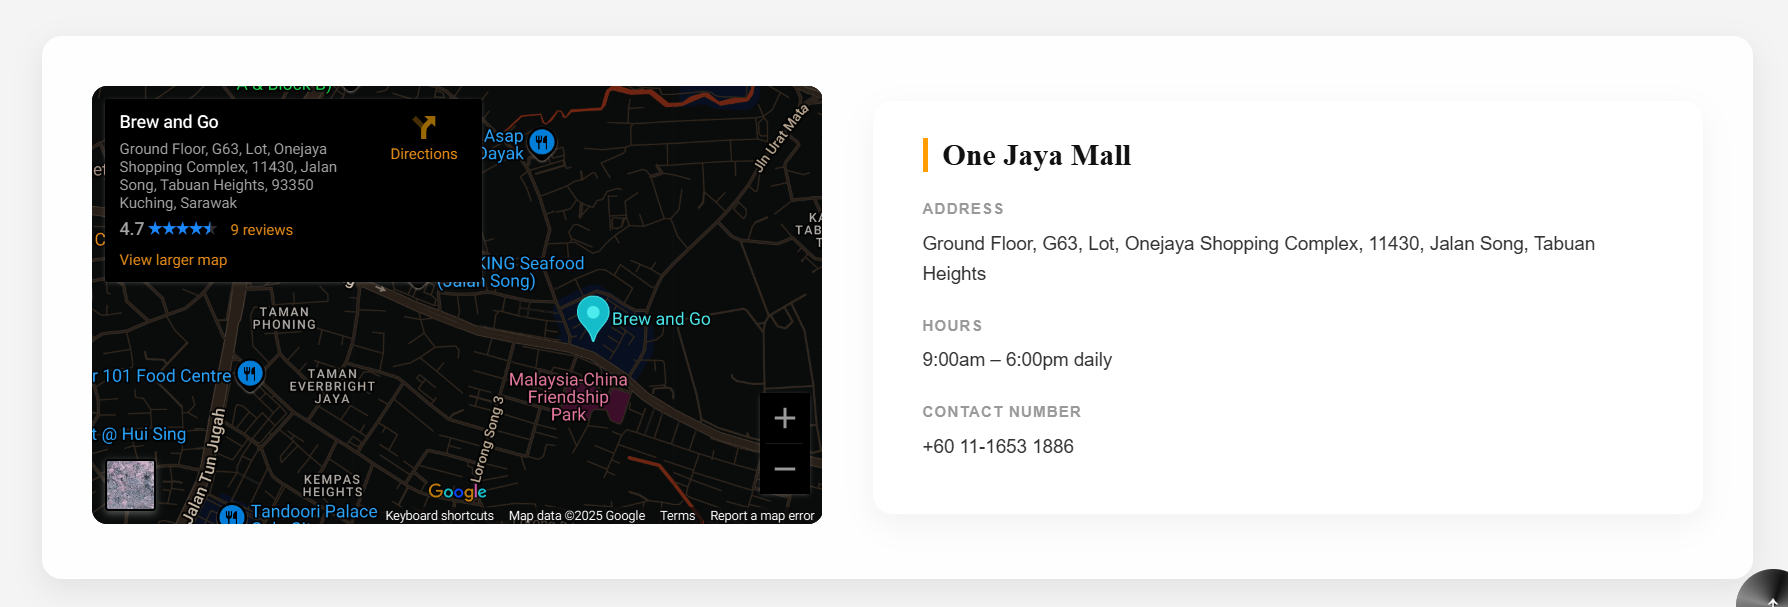 A & Block B)
Brew and Go
Ground Floor, G63, Lot, Onejaya
Shopping Complex, 11430, Jalan
Song, Tabuan Heights, 93350
Kuching, Sarawak
4.7
9 reviews
View larger map
Directions
Asap
Dayak
Jln Urat Mata
KING Seafood
(Jalan Song)
TAMAN
PHONING
Brew and Go
r 101 Food Centre
TAMAN
EVERBRIGHT
JAYA
Malaysia-China
Friendship
Park
t @ Hui Sing
Jalan Tun Jugah
Lorong Song 3
KEMPAS
HEIGHTS
Google
Tandoori Palace
Keyboard shortcuts
Map data ©2025 Google
Terms
Report a map error
One Jaya Mall
ADDRESS
Ground Floor, G63, Lot, Onejaya Shopping Complex, 11430, Jalan Song, Tabuan
Heights
HOURS
9:00am – 6:00pm daily
CONTACT NUMBER
+60 11-1653 1886